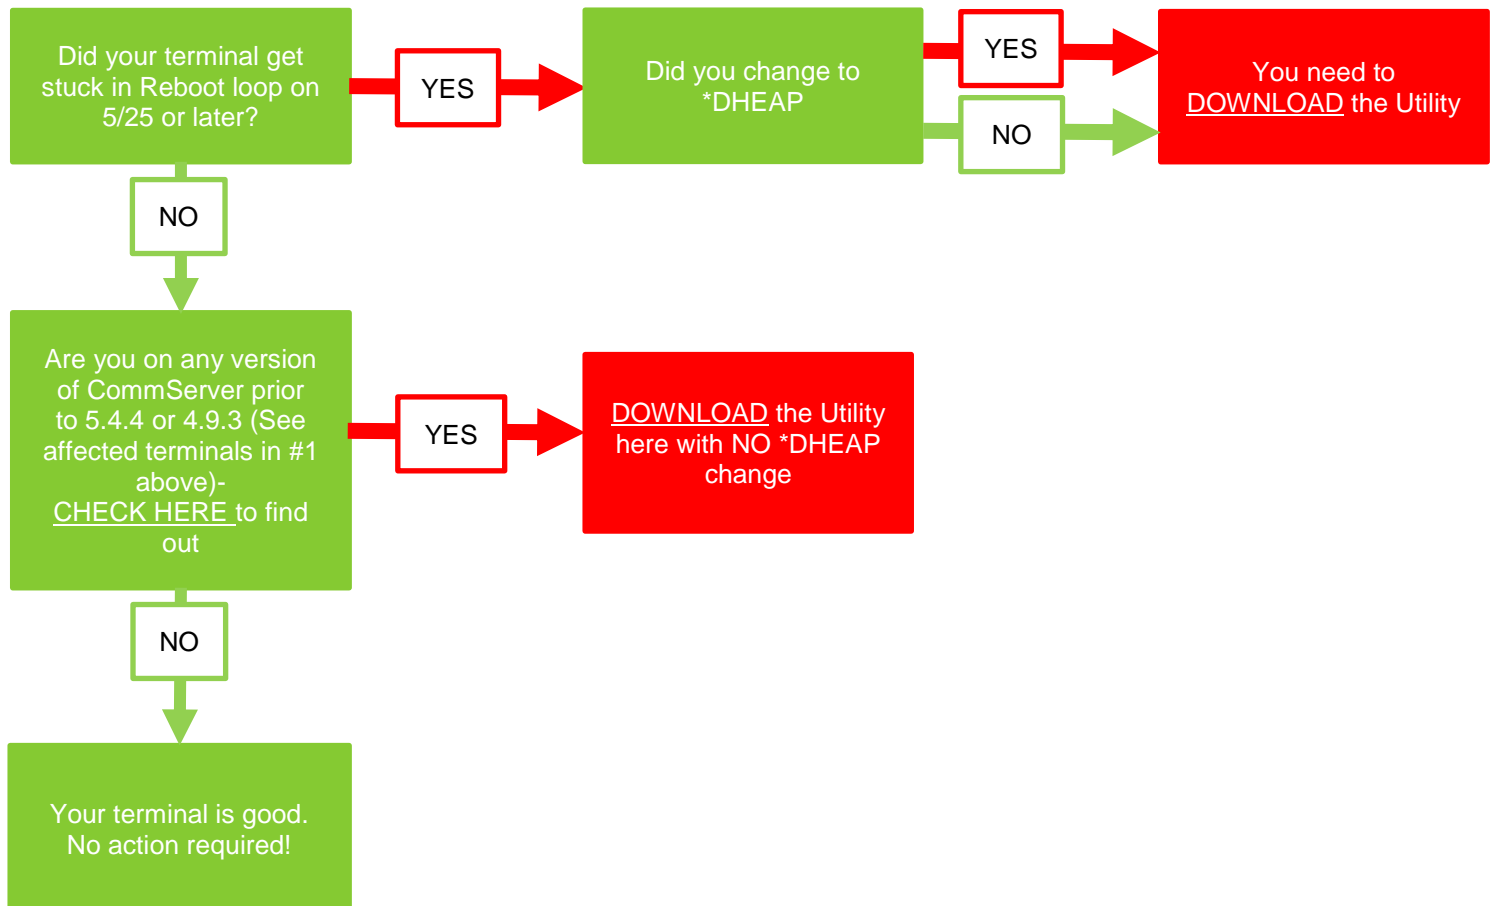 Did your terminal get
stuck in Reboot loop on
5/25 or later?
YES
Did you change to
*DHEAP
YES
NO
You need to
DOWNLOAD the Utility
NO
Are you on any version
of CommServer prior
to 5.4.4 or 4.9.3 (See
affected terminals in #1
above)-
CHECK HERE to find
out
YES
DOWNLOAD the Utility
here with NO *DHEAP
change
NO
Your terminal is good.
No action required!